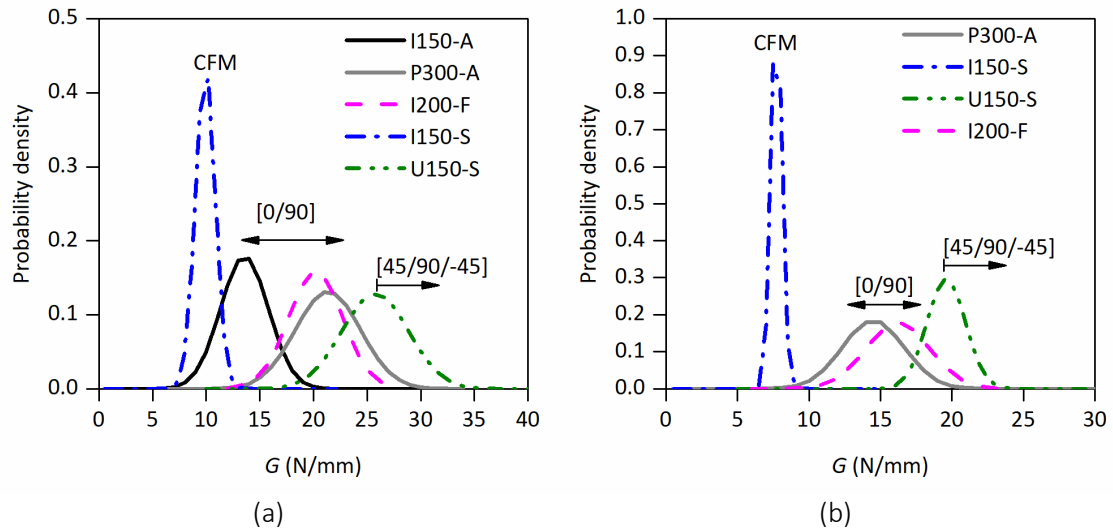 0.5
0.4
0.3
0.2
0.1
0.0
Probability density
0 5 10 15 20 25 30 35 40
G (N/mm)
CFM
[0/90]
[45/90/-45]
I150-A
P300-A
I200-F
I150-S
U150-S
(a)
1.0
0.9
0.8
0.7
0.6
0.5
0.4
0.3
0.2
0.1
0.0
Probability density
0 5 10 15 20 25 30
G (N/mm)
CFM
[0/90]
[45/90/-45]
P300-A
I150-S
U150-S
I200-F
(b)